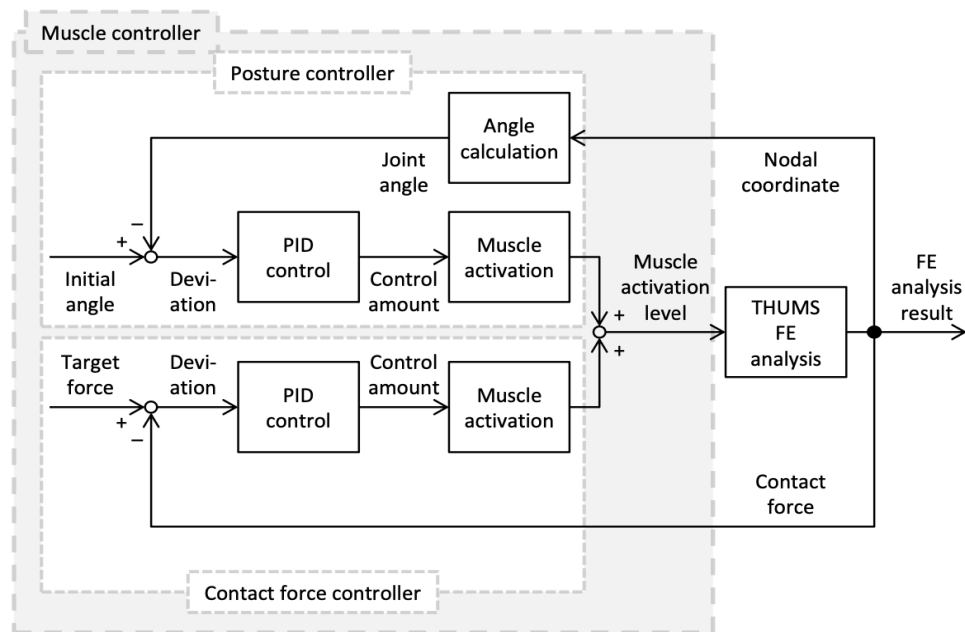 Muscle controller
Posture controller
Angle
calculation
Joint
angle
Nodal
coordinate
−
+
Initial
angle
Devi-
ation
PID
control
Control
amount
Muscle
activation
+
+
Muscle
activation
level
THUMS
FE
analysis
FE
analysis
result
Target
force
+
−
Devi-
ation
PID
control
Control
amount
Muscle
activation
Contact
force
Contact force controller